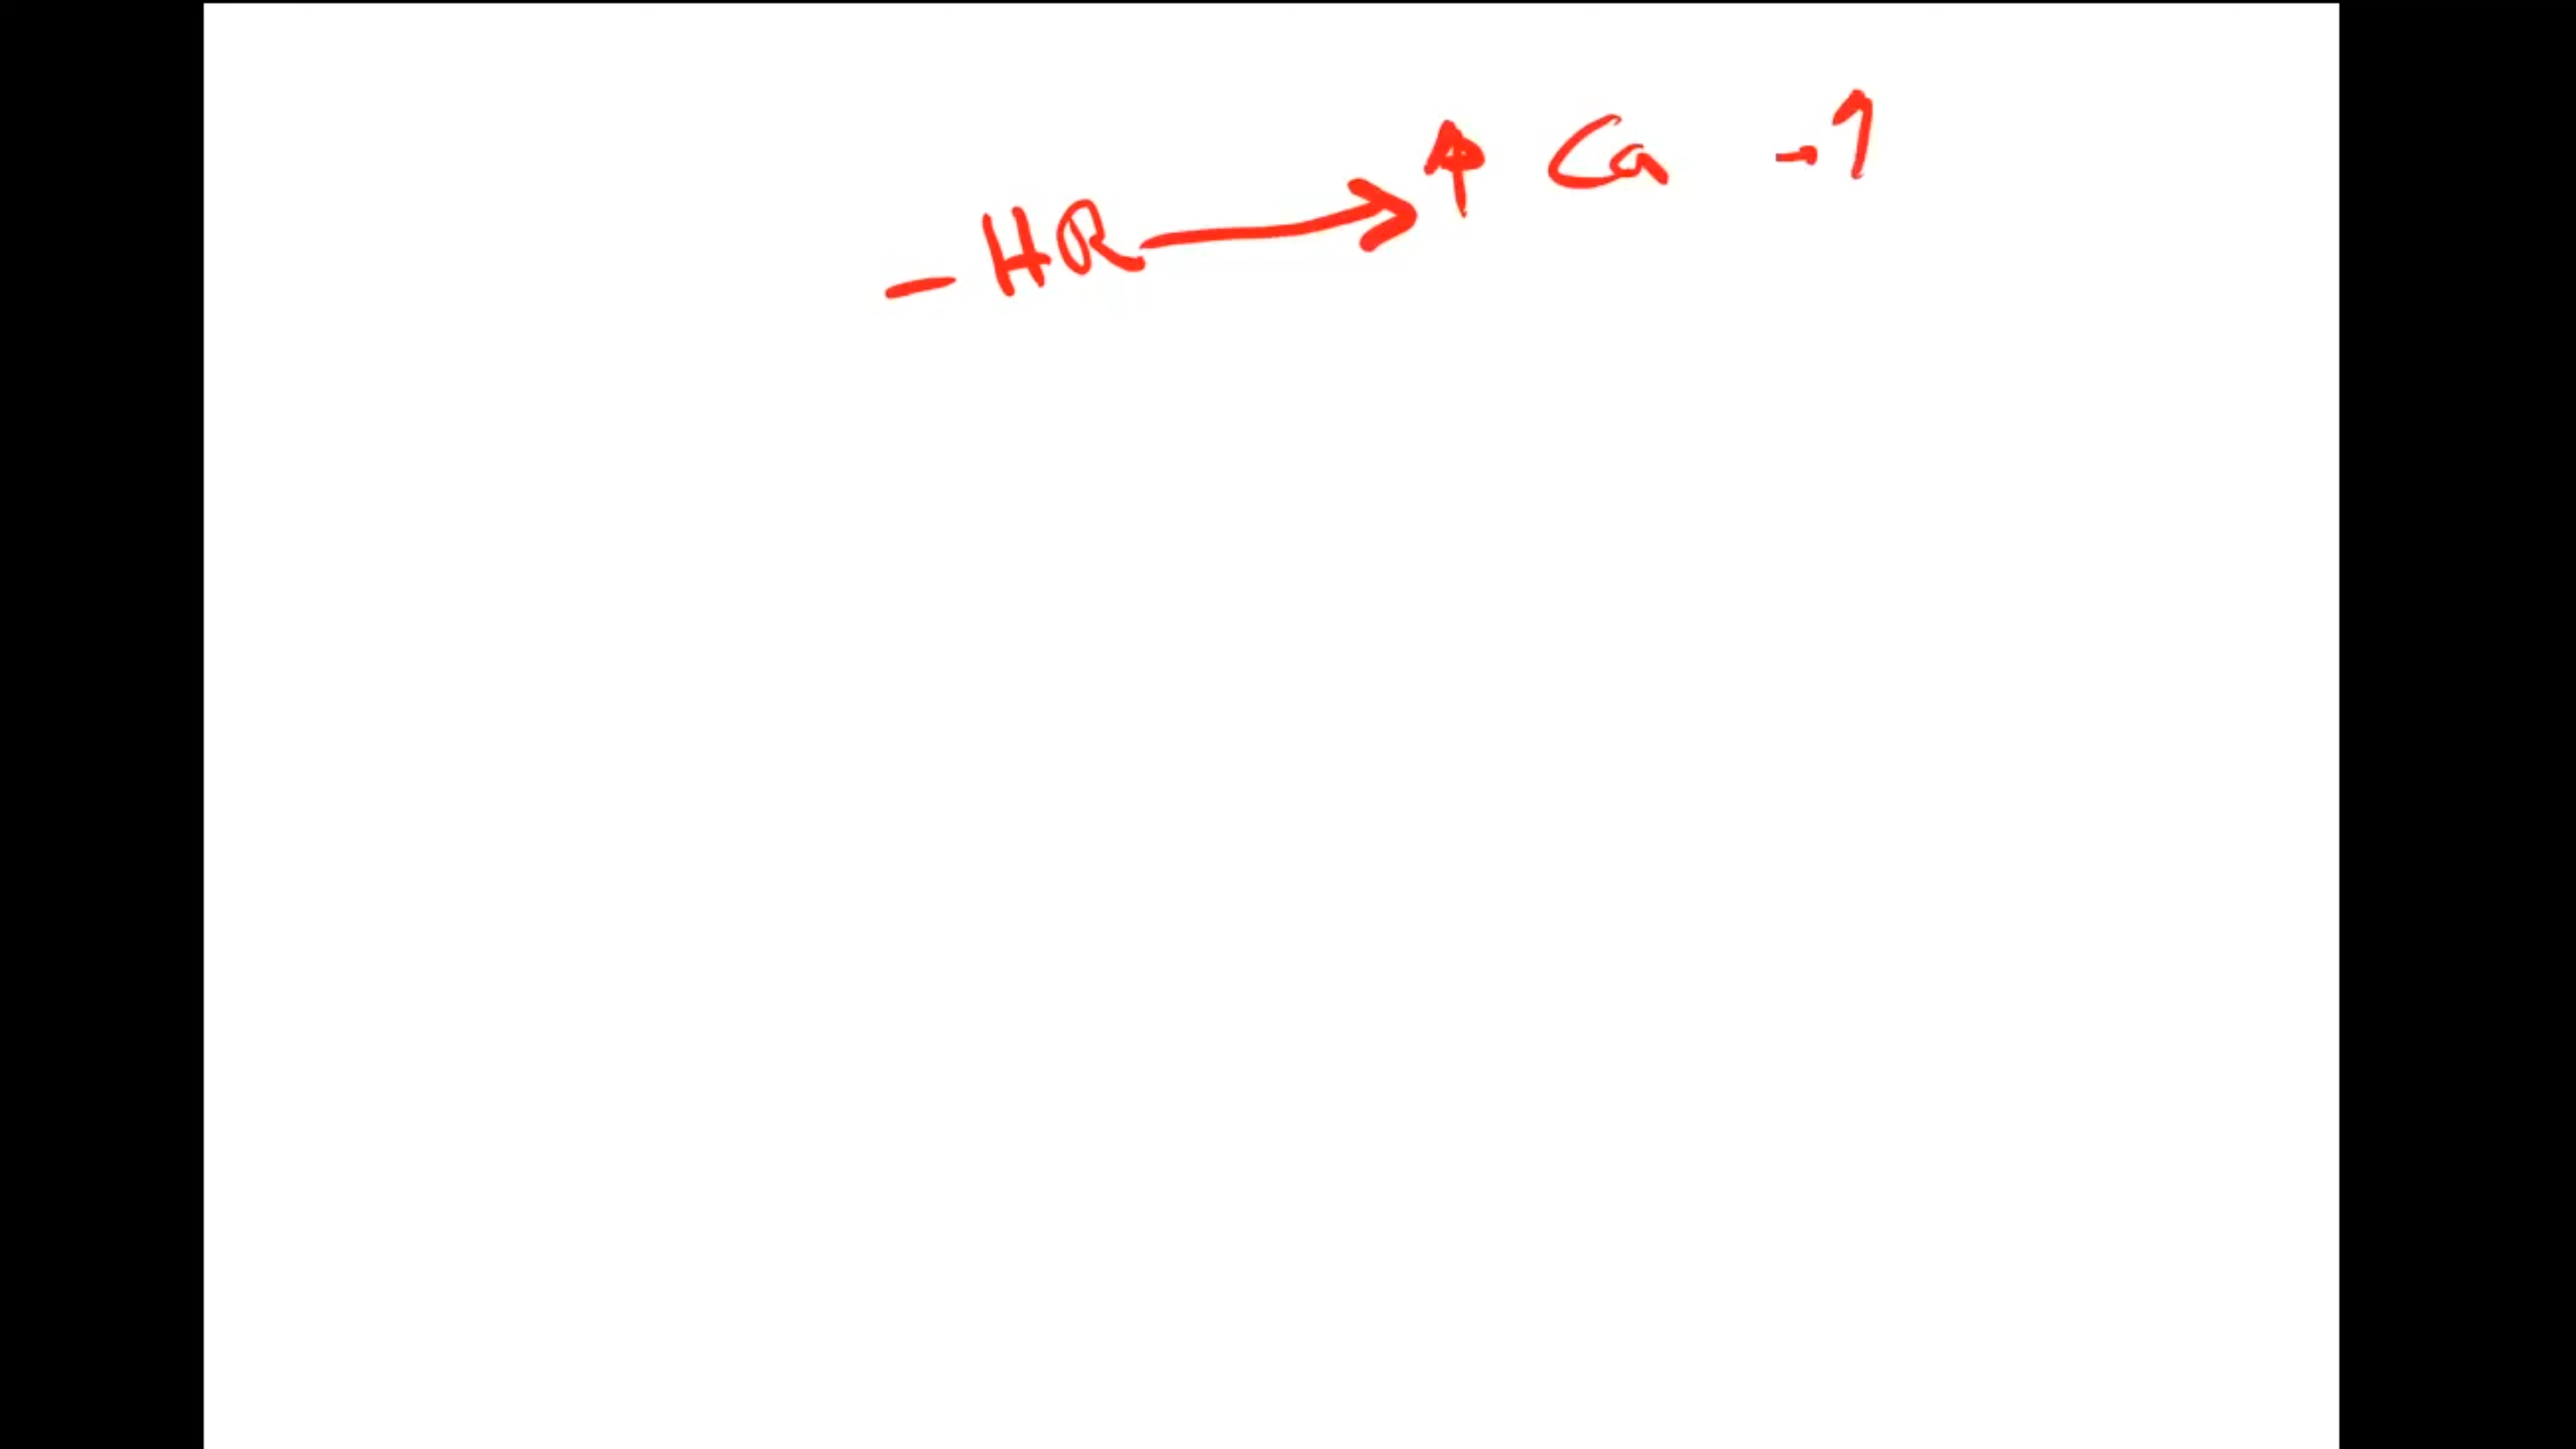 - HR → ↑ Ca → ↑